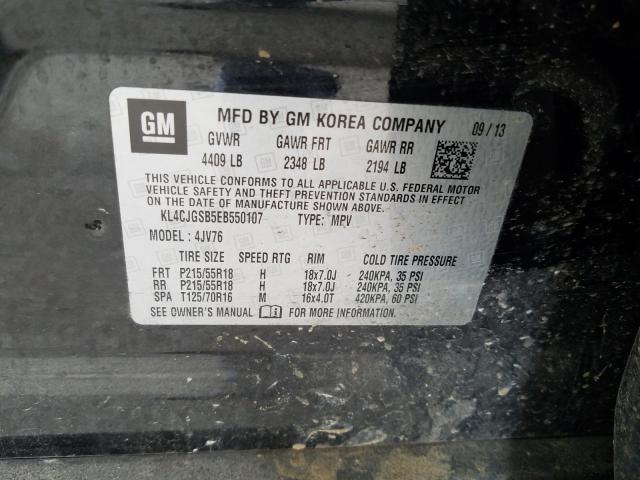 GM
MFD BY GM KOREA COMPANY 09/13
GVWR GAWR FRT GAWR RR
4409 LB 2348 LB 2194 LB
THIS VEHICLE CONFORMS TO ALL APPLICABLE U.S. FEDERAL MOTOR
VEHICLE SAFETY AND THEFT PREVENTION STANDARDS IN EFFECT
ON THE DATE OF MANUFACTURE SHOWN ABOVE.
KL4CJGSB5EB550107 TYPE: MPV
MODEL: 4JV76
TIRE SIZE SPEED RTG RIM COLD TIRE PRESSURE
FRT P215/55R18 H 18x7.0J 240KPA, 35 PSI
RR P215/55R18 H 18x7.0J 240KPA, 35 PSI
SPA T125/70R16 M 16x4.0T 420KPA, 60 PSI
SEE OWNER'S MANUAL FOR MORE INFORMATION.